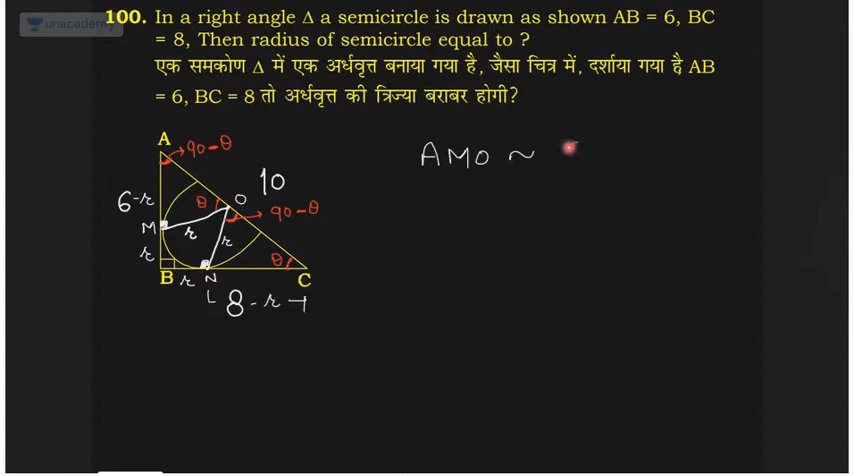 unacademy
100. In a right angle Δ a semicircle is drawn as shown AB = 6, BC
= 8, Then radius of semicircle equal to ?
एक समकोण Δ में एक अर्धवृत्त बनाया गया है, जैसा चित्र में, दर्शाया गया है AB
= 6, BC = 8 तो अर्धवृत्त की त्रिज्या बराबर होगी?
A
90-θ
AMO ~
10
6-r
θ
O
90-θ
M
r
r
r
θ
B
r
N
C
8-r